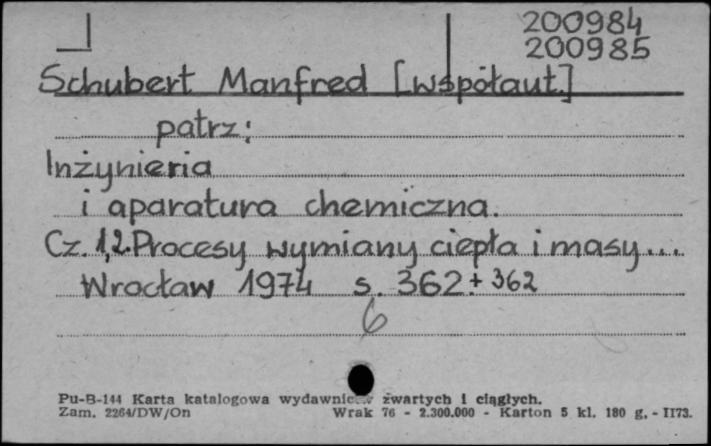 200984
200985
Schubert Manfred [współaut.]
patrz:
Inżynieria
i aparatura chemiczna.
Cz. 1,2. Procesy wymiany ciepła i masy...
Wrocław 1974 s. 362.+ 362
6
Pu-B-144 Karta katalogowa zwartych i ciągłych.
Zam. 2264/DW/On Wrak 76 - 2.300.000 - Karton 5 kl. 180 g. - II73.